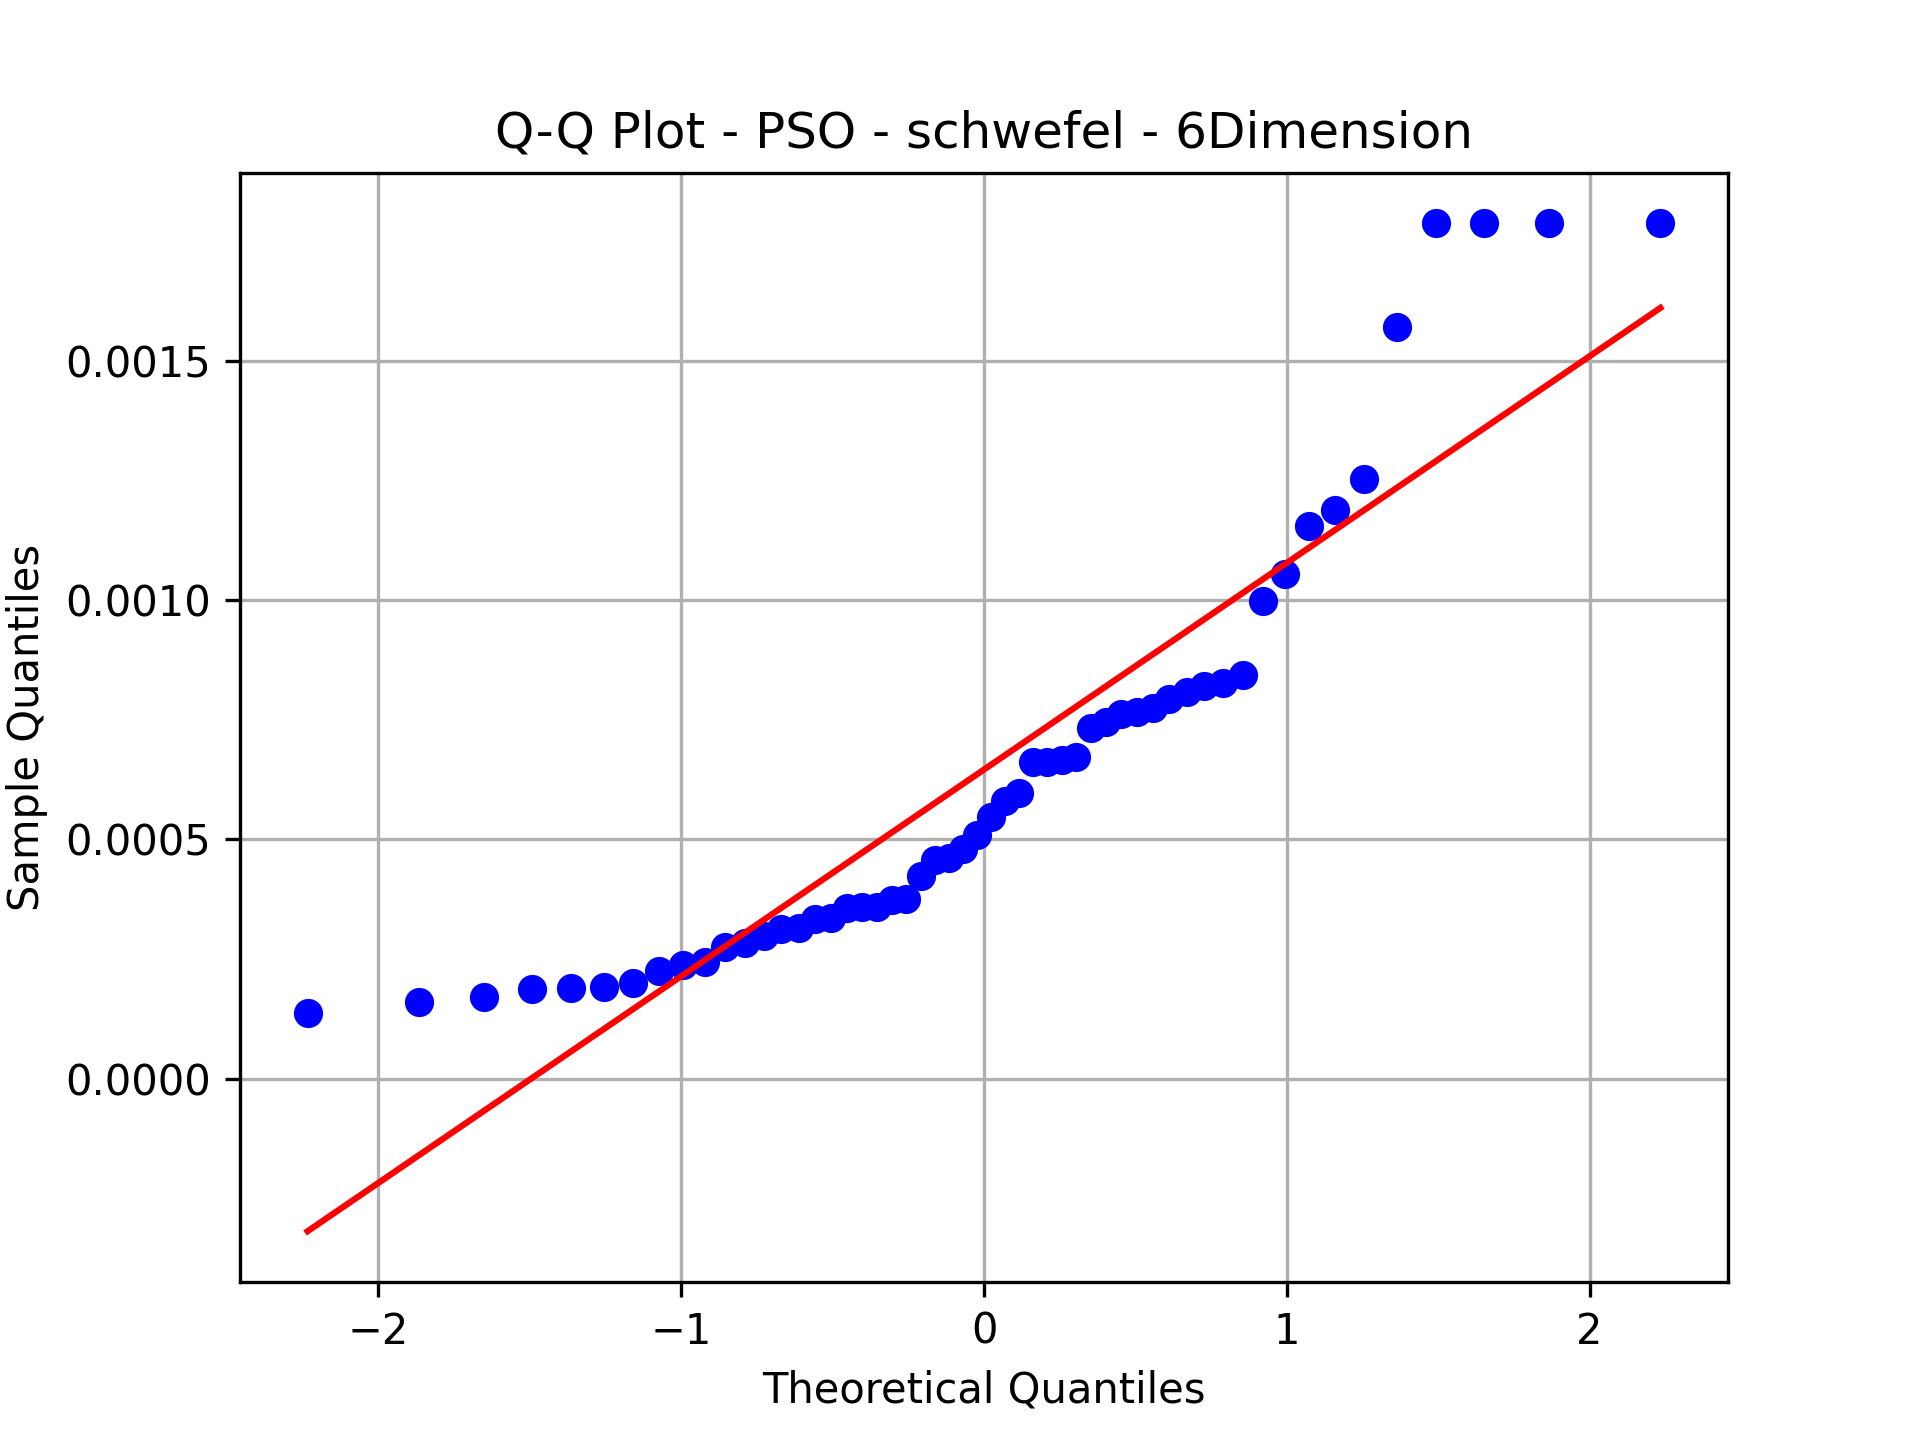 Q-Q Plot - PSO - schwefel - 6Dimension
Sample Quantiles
0.0015
0.0010
0.0005
0.0000
−2 −1 0 1 2
Theoretical Quantiles